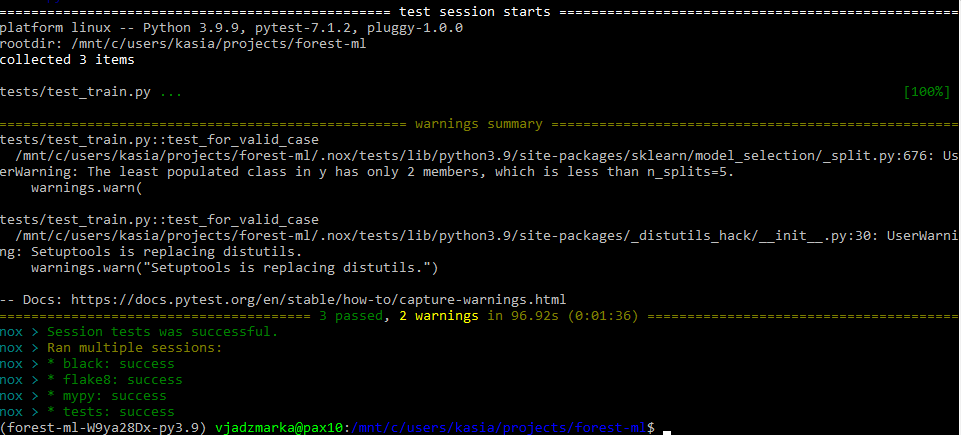 ================================================ test session starts ==================================================
platform linux -- Python 3.9.9, pytest-7.1.2, pluggy-1.0.0
rootdir: /mnt/c/users/kasia/projects/forest-ml
collected 3 items
tests/test_train.py ... [100%]
=================================================== warnings summary ===================================================
tests/test_train.py::test_for_valid_case
/mnt/c/users/kasia/projects/forest-ml/.nox/tests/lib/python3.9/site-packages/sklearn/model_selection/_split.py:676: Us
erWarning: The least populated class in y has only 2 members, which is less than n_splits=5.
warnings.warn(
tests/test_train.py::test_for_valid_case
/mnt/c/users/kasia/projects/forest-ml/.nox/tests/lib/python3.9/site-packages/_distutils_hack/__init__.py:30: UserWarni
ng: Setuptools is replacing distutils.
warnings.warn("Setuptools is replacing distutils.")
-- Docs: https://docs.pytest.org/en/stable/how-to/capture-warnings.html
======================================= 3 passed, 2 warnings in 96.92s (0:01:36) =======================================
nox > Session tests was successful.
nox > Ran multiple sessions:
nox > * black: success
nox > * flake8: success
nox > * mypy: success
nox > * tests: success
(forest-ml-W9ya28Dx-py3.9) vjadzmarka@pax10:/mnt/c/users/kasia/projects/forest-ml$